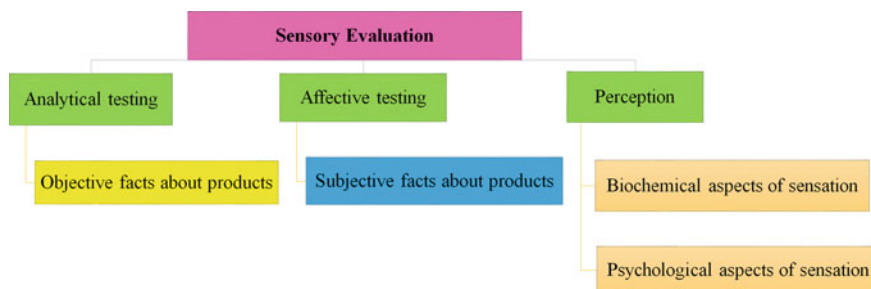 Sensory Evaluation
Analytical testing
Affective testing
Perception
Objective facts about products
Subjective facts about products
Biochemical aspects of sensation
Psychological aspects of sensation